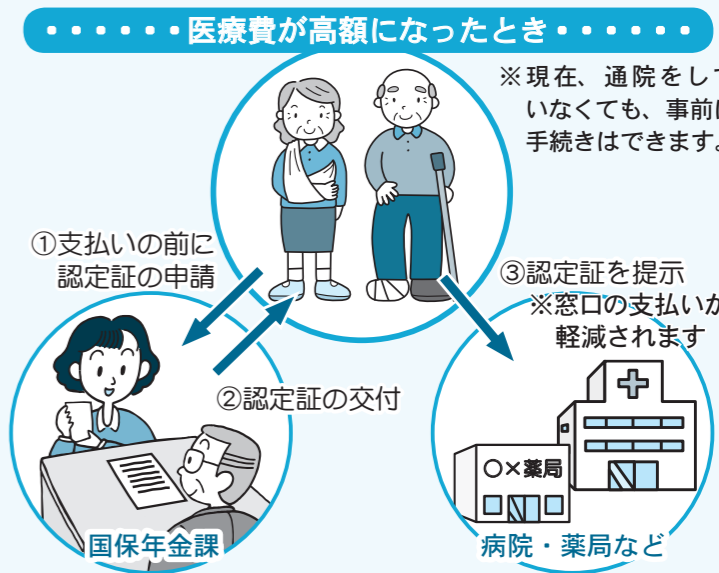 ・・・・・・医療費が高額になったとき・・・・・・
※現在、通院をして
いなくても、事前に
手続きはできます。
①支払いの前に
認定証の申請
②認定証の交付
③認定証を提示
※窓口の支払いが
軽減されます
○×薬局
国保年金課
病院・薬局など